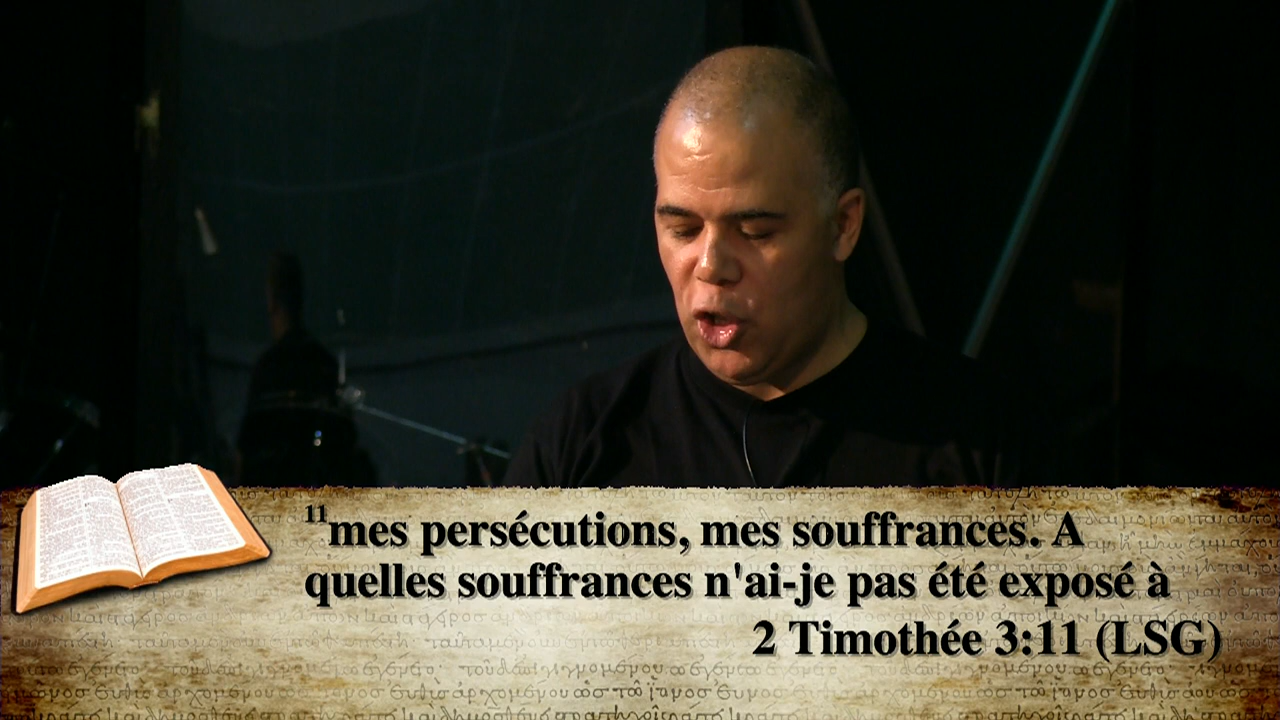 ¹¹mes persécutions, mes souffrances. A
quelles souffrances n'ai-je pas été exposé à
2 Timothée 3:11 (LSG)